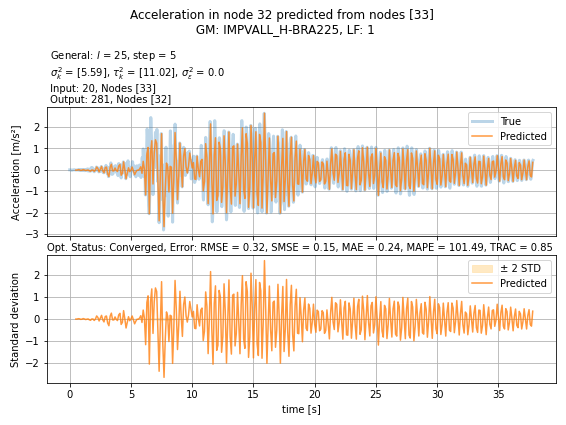 Acceleration in node 32 predicted from nodes [33]
GM: IMPVALL_H-BRA225, LF: 1
General: l = 25, step = 5
σ²ₖ = [5.59], τ²ₖ = [11.02], σ²ε = 0.0
Input: 20, Nodes [33]
Output: 281, Nodes [32]
Acceleration [m/s²]
2
1
0
−1
−2
−3
True
Predicted
Opt. Status: Converged, Error: RMSE = 0.32, SMSE = 0.15, MAE = 0.24, MAPE = 101.49, TRAC = 0.85
Standard deviation
2
1
0
−1
−2
± 2 STD
Predicted
0 5 10 15 20 25 30 35
time [s]